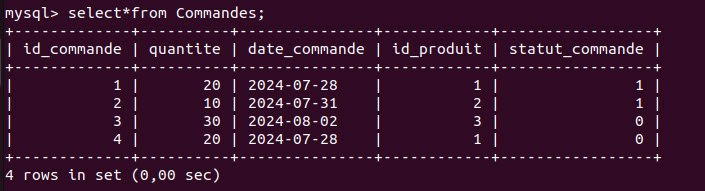 mysql> select*from Commandes;
+-------------+----------+---------------+------------+-----------------+
| id_commande | quantite | date_commande | id_produit | statut_commande |
+-------------+----------+---------------+------------+-----------------+
|           1 |       20 | 2024-07-28    |          1 |               1 |
|           2 |       10 | 2024-07-31    |          2 |               1 |
|           3 |       30 | 2024-08-02    |          3 |               0 |
|           4 |       20 | 2024-07-28    |          1 |               0 |
+-------------+----------+---------------+------------+-----------------+
4 rows in set (0,00 sec)